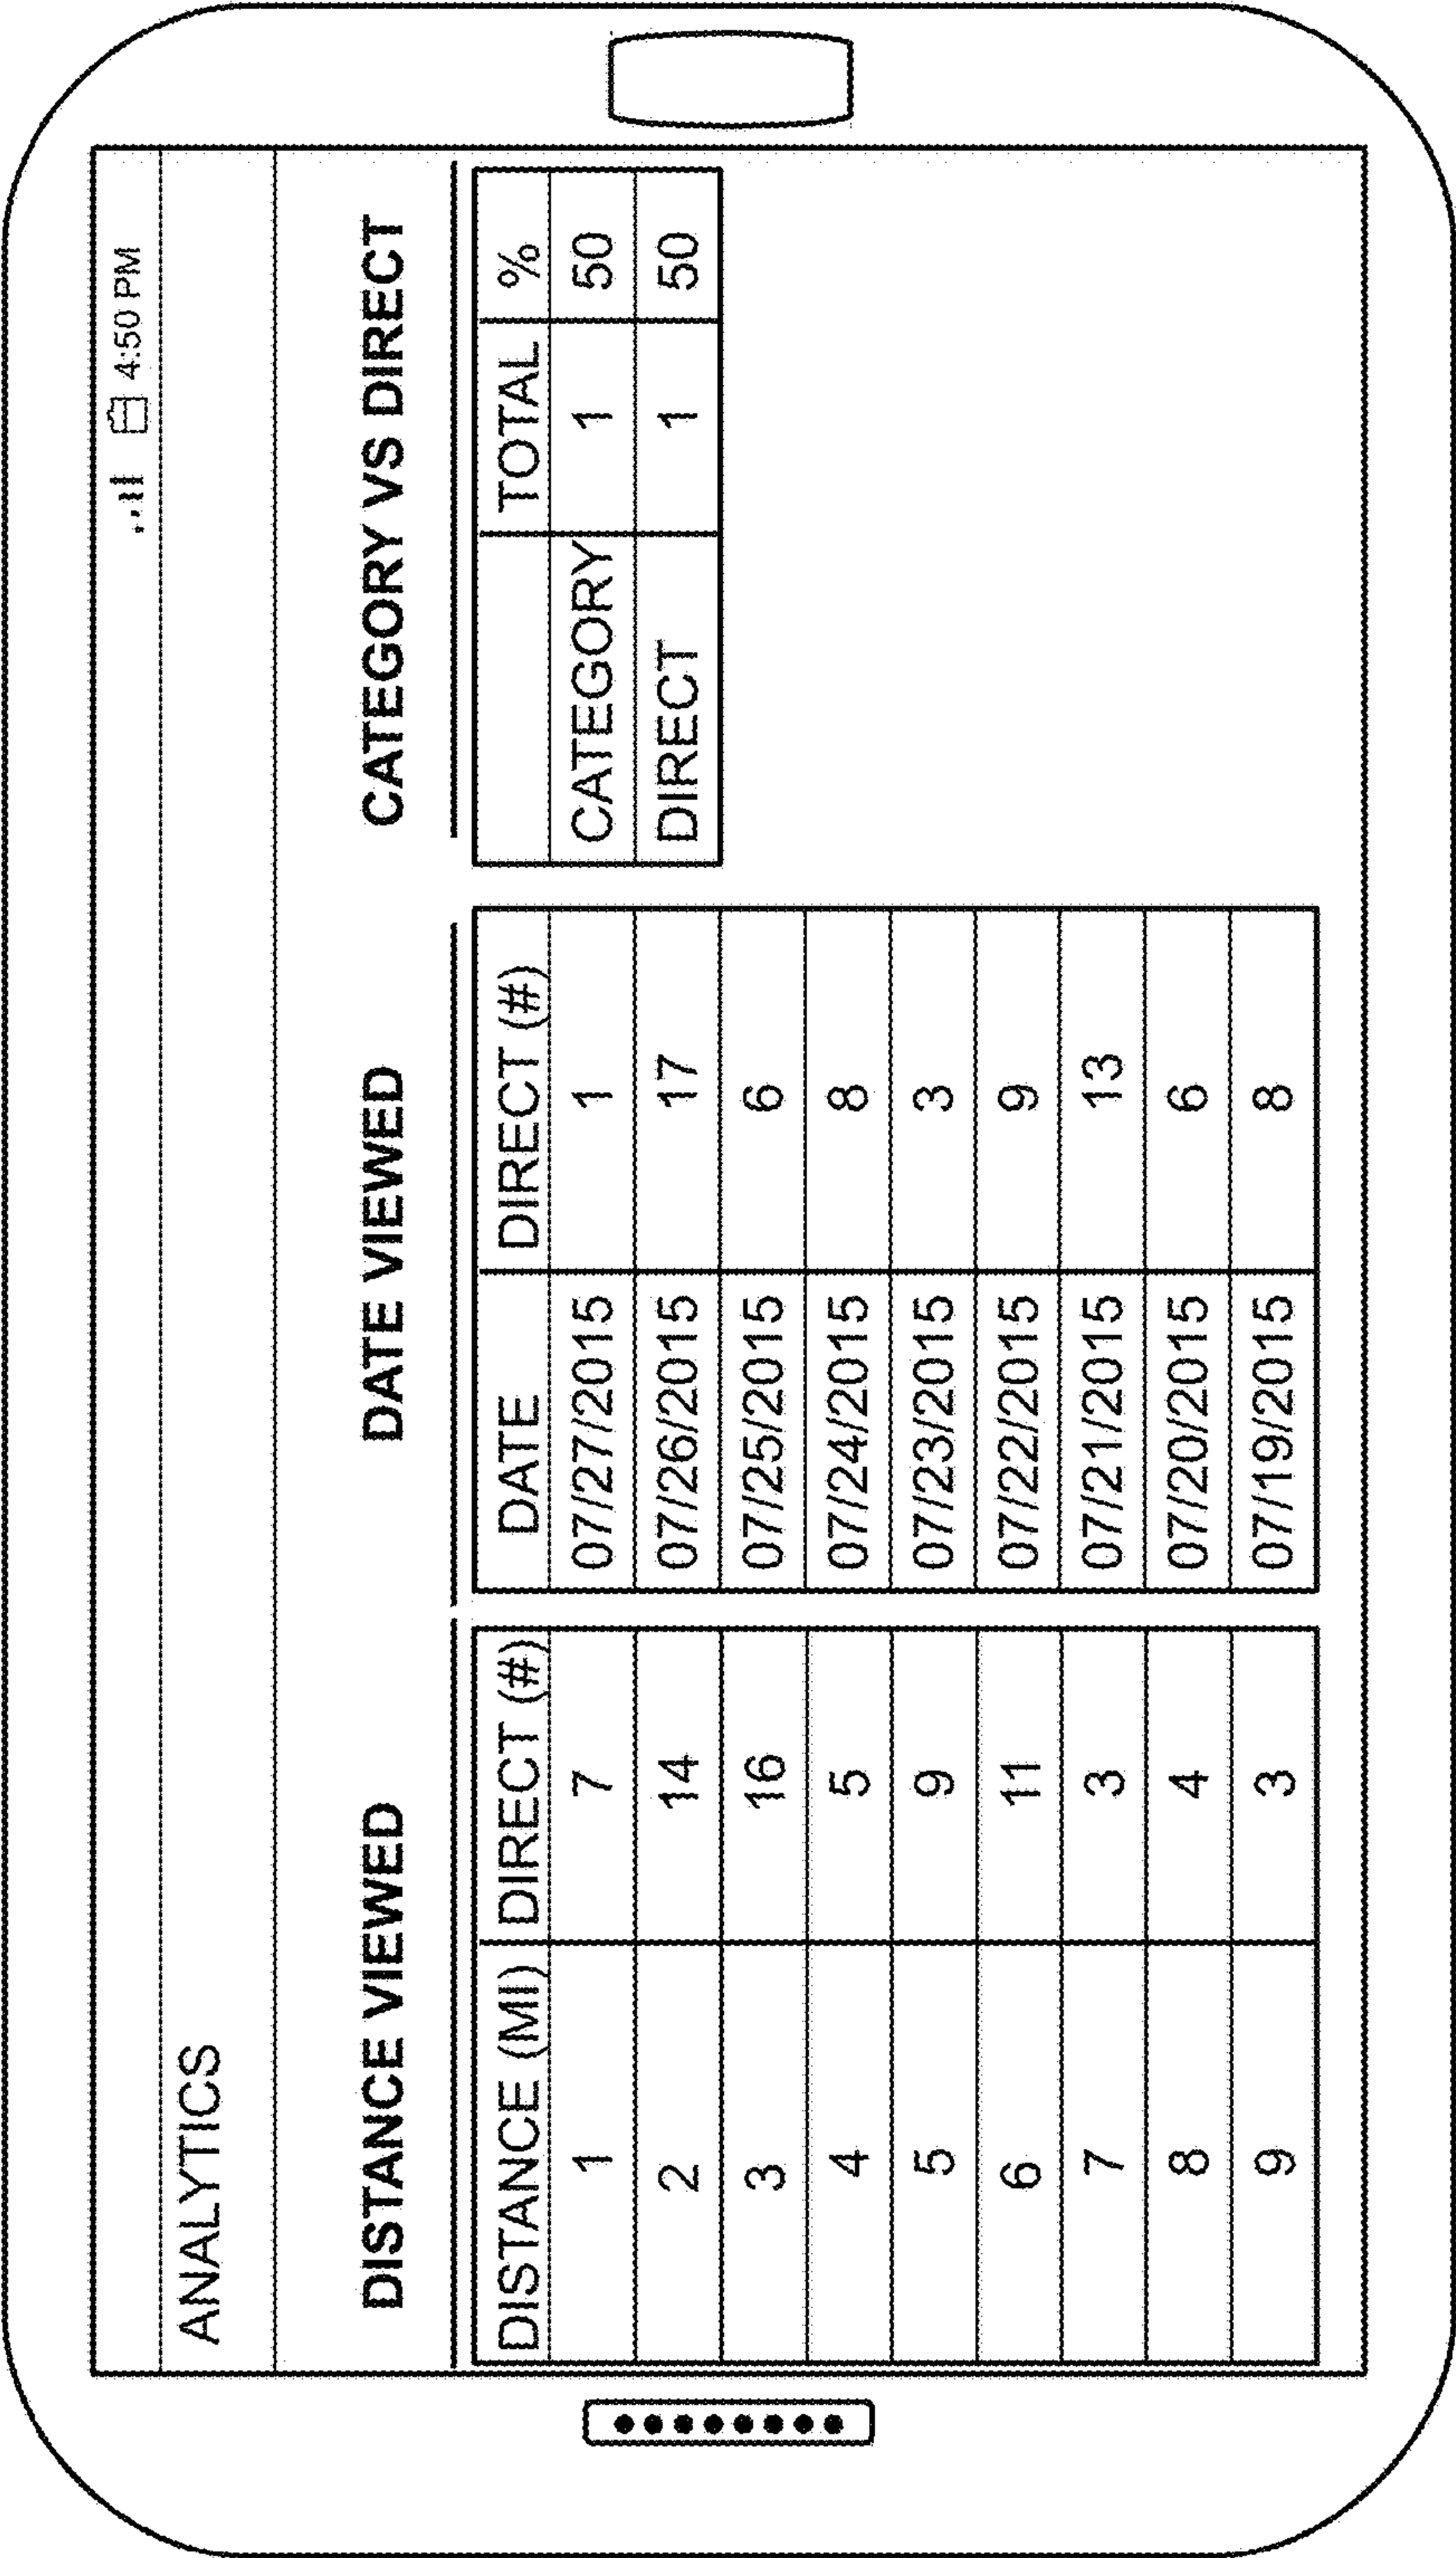 4:50 PM
ANALYTICS
DISTANCE VIEWED
DISTANCE (MI) DIRECT (#)
1 7
2 14
3 16
4 5
5 9
6 11
7 3
8 4
9 3
DATE VIEWED
DATE DIRECT (#)
07/27/2015 1
07/26/2015 17
07/25/2015 6
07/24/2015 8
07/23/2015 3
07/22/2015 9
07/21/2015 13
07/20/2015 6
07/19/2015 8
CATEGORY VS DIRECT
TOTAL %
CATEGORY 1 50
DIRECT 1 50